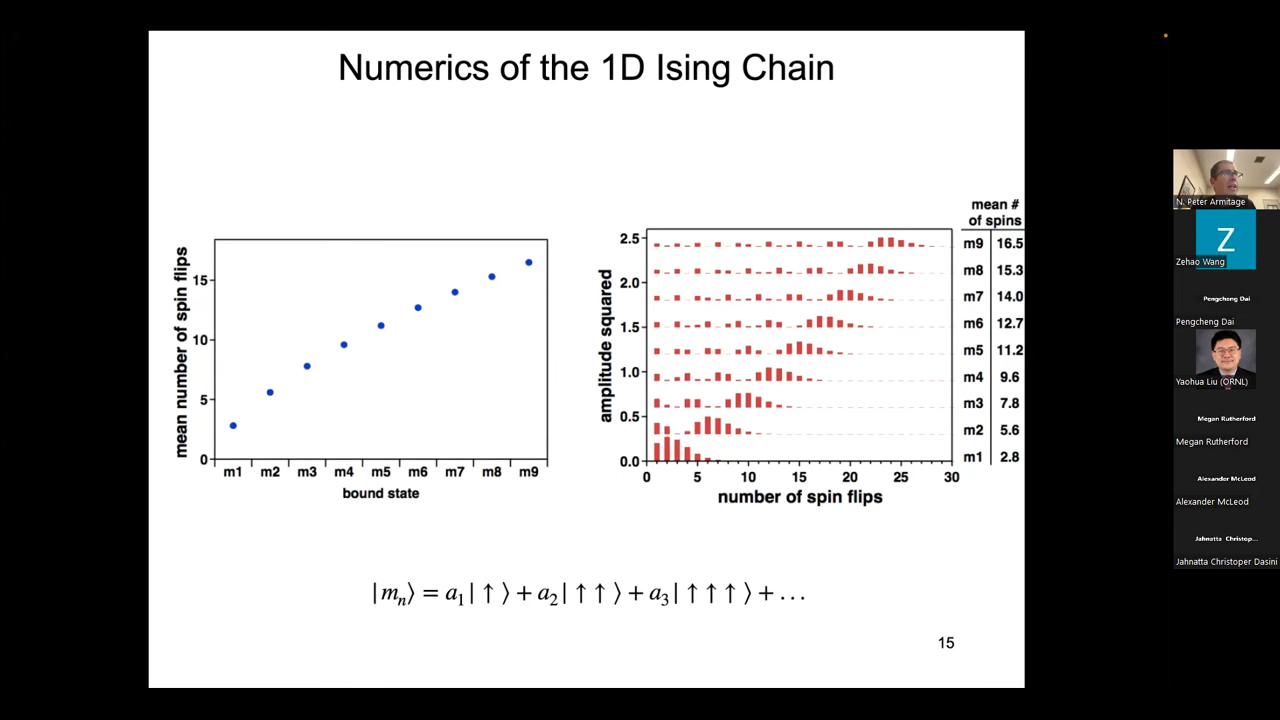 Numerics of the 1D Ising Chain
mean number of spin flips
15
10
5
0
m1 m2 m3 m4 m5 m6 m7 m8 m9
bound state
amplitude squared
2.5
2.0
1.5
1.0
0.5
0.0
0 5 10 15 20 25 30
number of spin flips
mean #
of spins
m9 16.5
m8 15.3
m7 14.0
m6 12.7
m5 11.2
m4 9.6
m3 7.8
m2 5.6
m1 2.8
|mₙ⟩ = a₁|↑⟩ + a₂|↑↑⟩ + a₃|↑↑↑⟩ + …
15
N. Peter Armitage
Z
Zehao Wang
Pengcheng Dai
Pengcheng Dai
Yaohua Liu (ORNL)
Megan Rutherford
Megan Rutherford
Alexander McLeod
Alexander McLeod
Jahnatta Christop...
Jahnatta Christoper Dasini